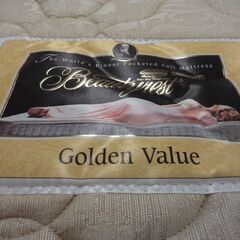 The World's Finest Pocketed Coil Mattress
Beautyrest
Golden Value